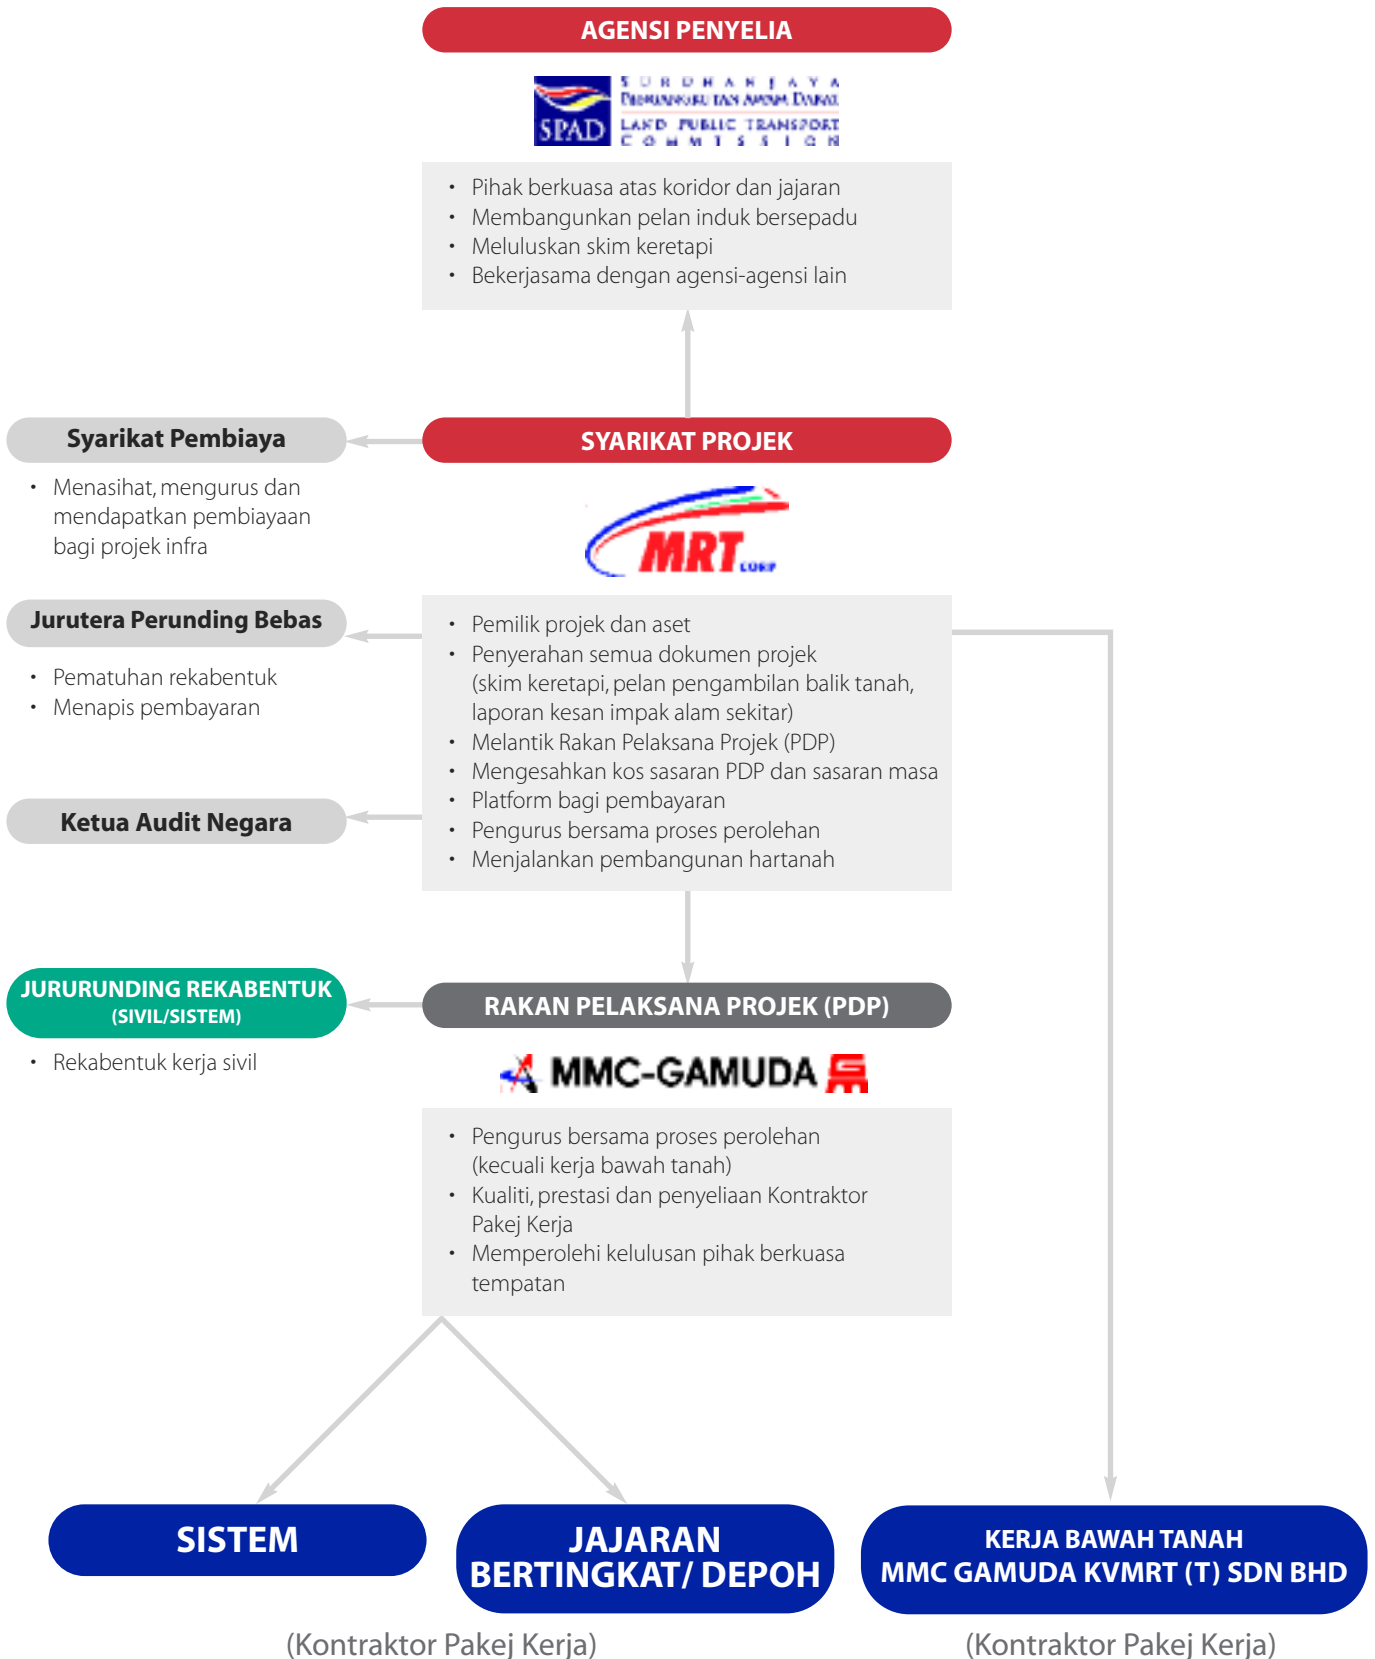 AGENSI PENYELIA
SURUHANJAYA
PENGANGKUTAN AWAM DARAT
SPAD
LAND PUBLIC TRANSPORT
COMMISSION
• Pihak berkuasa atas koridor dan jajaran
• Membangunkan pelan induk bersepadu
• Meluluskan skim keretapi
• Bekerjasama dengan agensi-agensi lain
Syarikat Pembiaya
• Menasihat, mengurus dan
mendapatkan pembiayaan
bagi projek infra
SYARIKAT PROJEK
MRT CORP
Jurutera Perunding Bebas
• Pematuhan rekabentuk
• Menapis pembayaran
Ketua Audit Negara
• Pemilik projek dan aset
• Penyerahan semua dokumen projek
(skim keretapi, pelan pengambilan balik tanah,
laporan kesan impak alam sekitar)
• Melantik Rakan Pelaksana Projek (PDP)
• Mengesahkan kos sasaran PDP dan sasaran masa
• Platform bagi pembayaran
• Pengurus bersama proses perolehan
• Menjalankan pembangunan hartanah
JURURUNDING REKABENTUK
(SIVIL/SISTEM)
• Rekabentuk kerja sivil
RAKAN PELAKSANA PROJEK (PDP)
MMC-GAMUDA
• Pengurus bersama proses perolehan
(kecuali kerja bawah tanah)
• Kualiti, prestasi dan penyeliaan Kontraktor
Pakej Kerja
• Memperolehi kelulusan pihak berkuasa
tempatan
SISTEM
JAJARAN
BERTINGKAT/ DEPOH
KERJA BAWAH TANAH
MMC GAMUDA KVMRT (T) SDN BHD
(Kontraktor Pakej Kerja)
(Kontraktor Pakej Kerja)